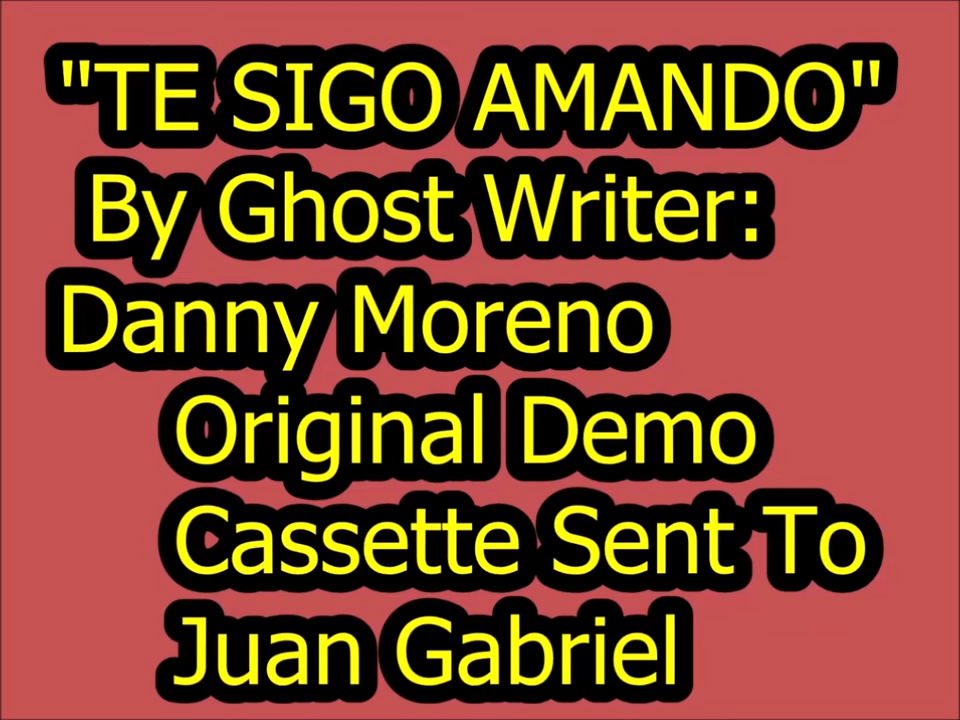 "TE SIGO AMANDO"
By Ghost Writer:
Danny Moreno
Original Demo
Cassette Sent To
Juan Gabriel